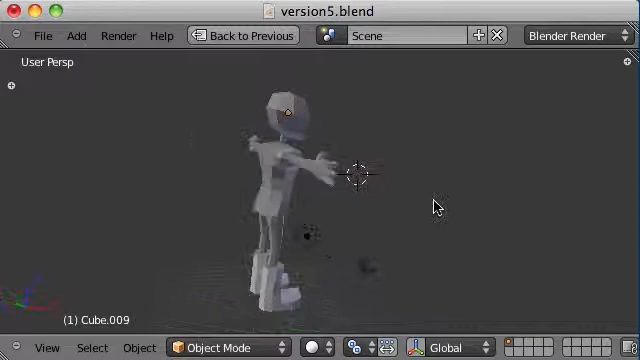 version5.blend
File Add Render Back to Previous Scene Blender Render
User Persp
(1) Cube.009
View Select Object Object Mode Global